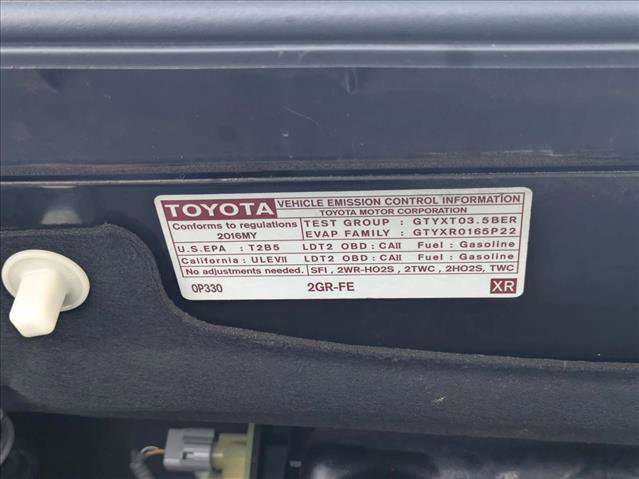 TOYOTA VEHICLE EMISSION CONTROL INFORMATION
TOYOTA MOTOR CORPORATION
Conforms to regulations
2016MY
TEST GROUP : GTYXT03.5BER
EVAP FAMILY : GTYXR0165P22
U.S.EPA : T2B5 LDT2 OBD : CAII Fuel : Gasoline
California : ULEVII LDT2 OBD : CAII Fuel : Gasoline
No adjustments needed. SFI , 2WR-HO2S , 2TWC , 2HO2S, TWC
0P330 2GR-FE XR